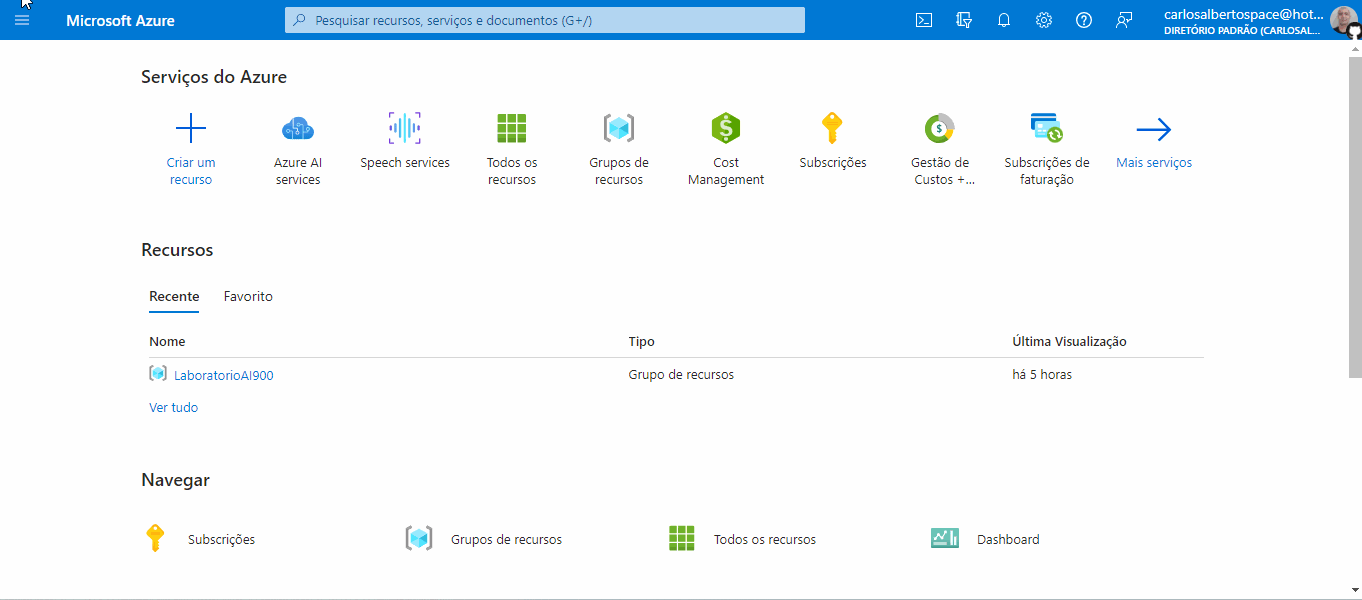 Microsoft Azure
Pesquisar recursos, serviços e documentos (G+/)
carlosalbertospace@hot...
DIRETÓRIO PADRÃO (CARLOSAL...
Serviços do Azure
Criar um
recurso
Azure AI
services
Speech services
Todos os
recursos
Grupos de
recursos
Cost
Management
Subscrições
Gestão de
Custos +...
Subscrições de
faturação
Mais serviços
Recursos
Recente
Favorito
Nome
Tipo
Última Visualização
LaboratorioAI900
Grupo de recursos
há 5 horas
Ver tudo
Navegar
Subscrições
Grupos de recursos
Todos os recursos
Dashboard